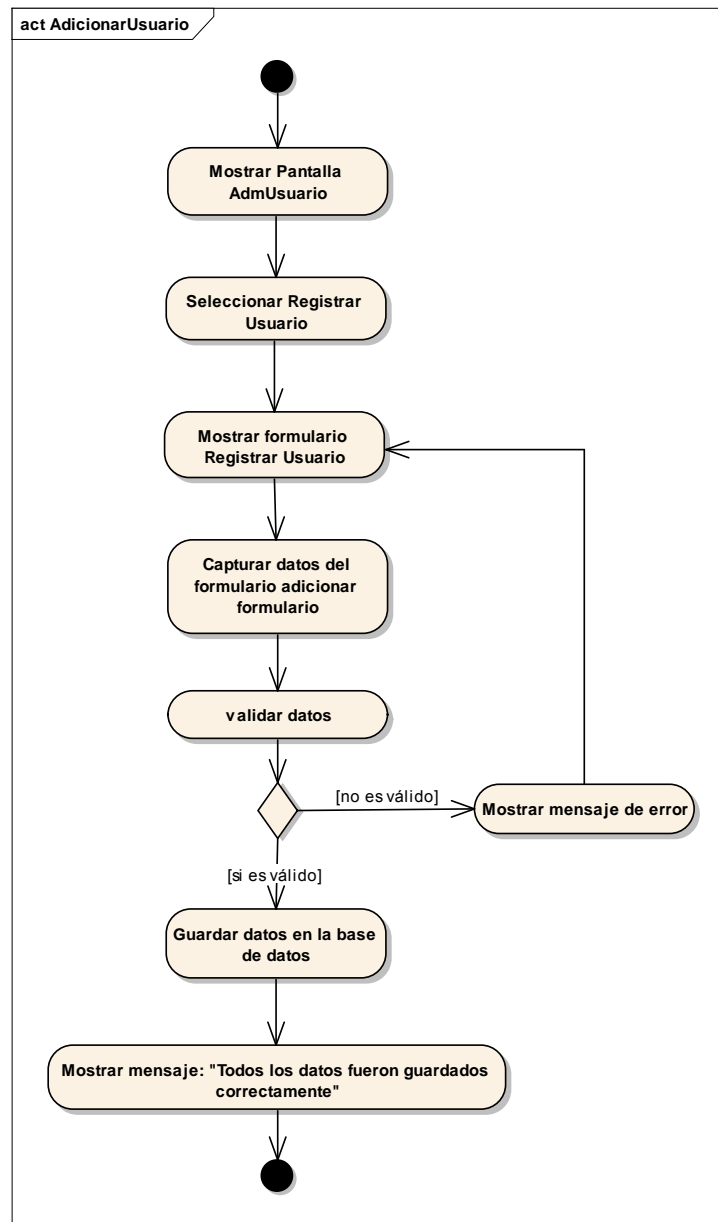 act AdicionarUsuario
Mostrar Pantalla
AdmUsuario
Seleccionar Registrar
Usuario
Mostrar formulario
Registrar Usuario
Capturar datos del
formulario adicionar
formulario
validar datos
[no es válido]
Mostrar mensaje de error
[si es válido]
Guardar datos en la base
de datos
Mostrar mensaje: "Todos los datos fueron guardados
correctamente"